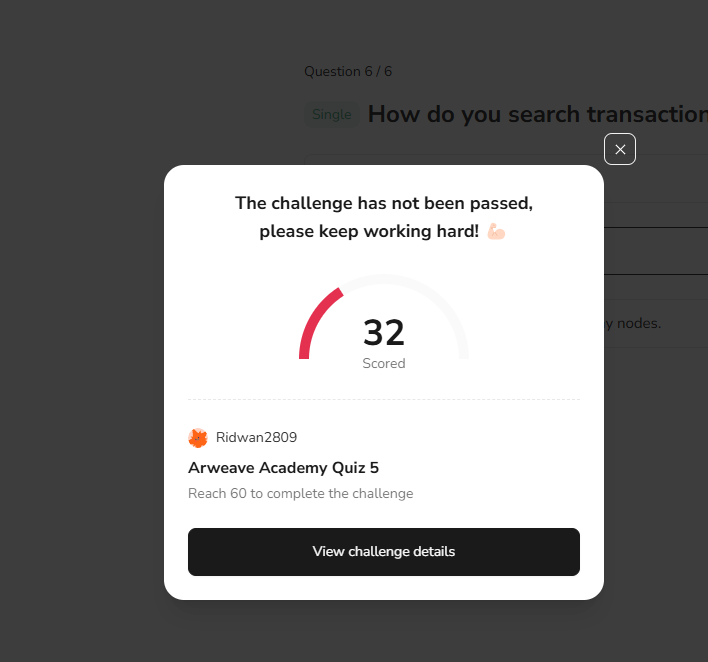 Question 6 / 6
Single How do you search transaction
The challenge has not been passed,
please keep working hard! 💪🏻
32
Scored
y nodes.
Ridwan2809
Arweave Academy Quiz 5
Reach 60 to complete the challenge
View challenge details